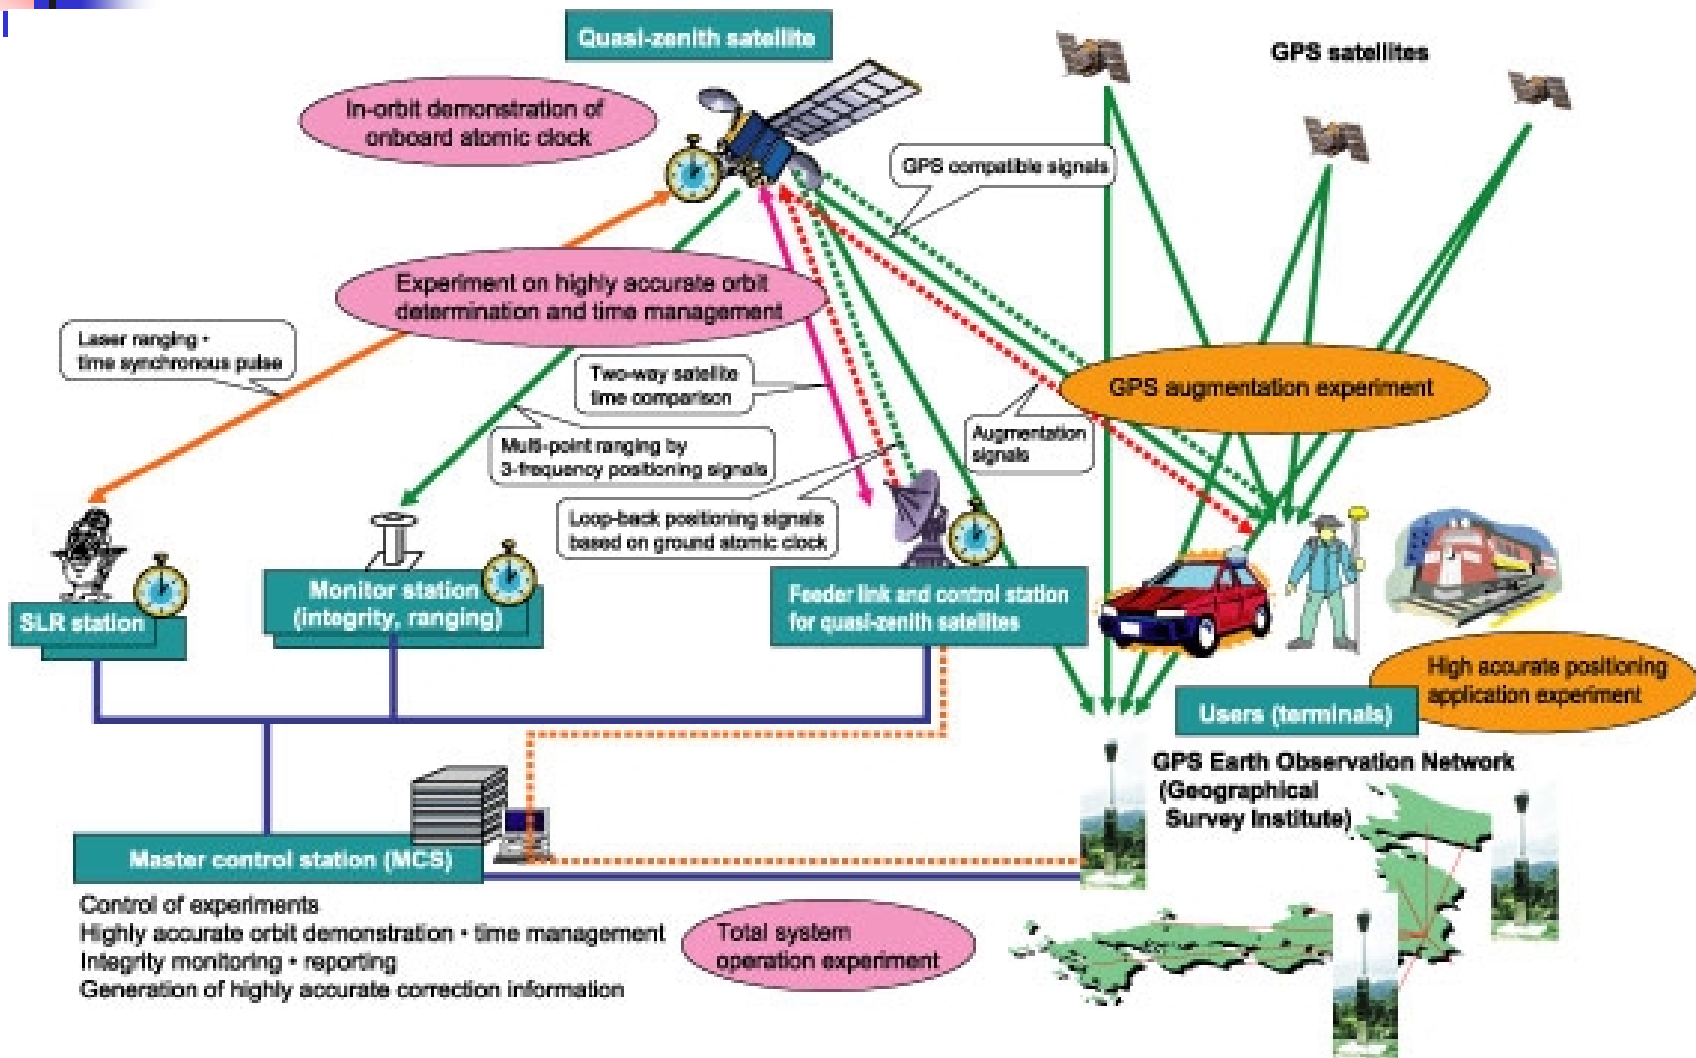 Quasi-zenith satellite
GPS satellites
In-orbit demonstration of
onboard atomic clock
GPS compatible signals
Experiment on highly accurate orbit
determination and time management
Laser ranging •
time synchronous pulse
Two-way satellite
time comparison
GPS augmentation experiment
Multi-point ranging by
3-frequency positioning signals
Augmentation
signals
Loop-back positioning signals
based on ground atomic clock
SLR station
Monitor station
(integrity, ranging)
Feeder link and control station
for quasi-zenith satellites
High accurate positioning
application experiment
Users (terminals)
GPS Earth Observation Network
(Geographical
Survey Institute)
Master control station (MCS)
Control of experiments
Highly accurate orbit demonstration • time management
Integrity monitoring • reporting
Generation of highly accurate correction information
Total system
operation experiment